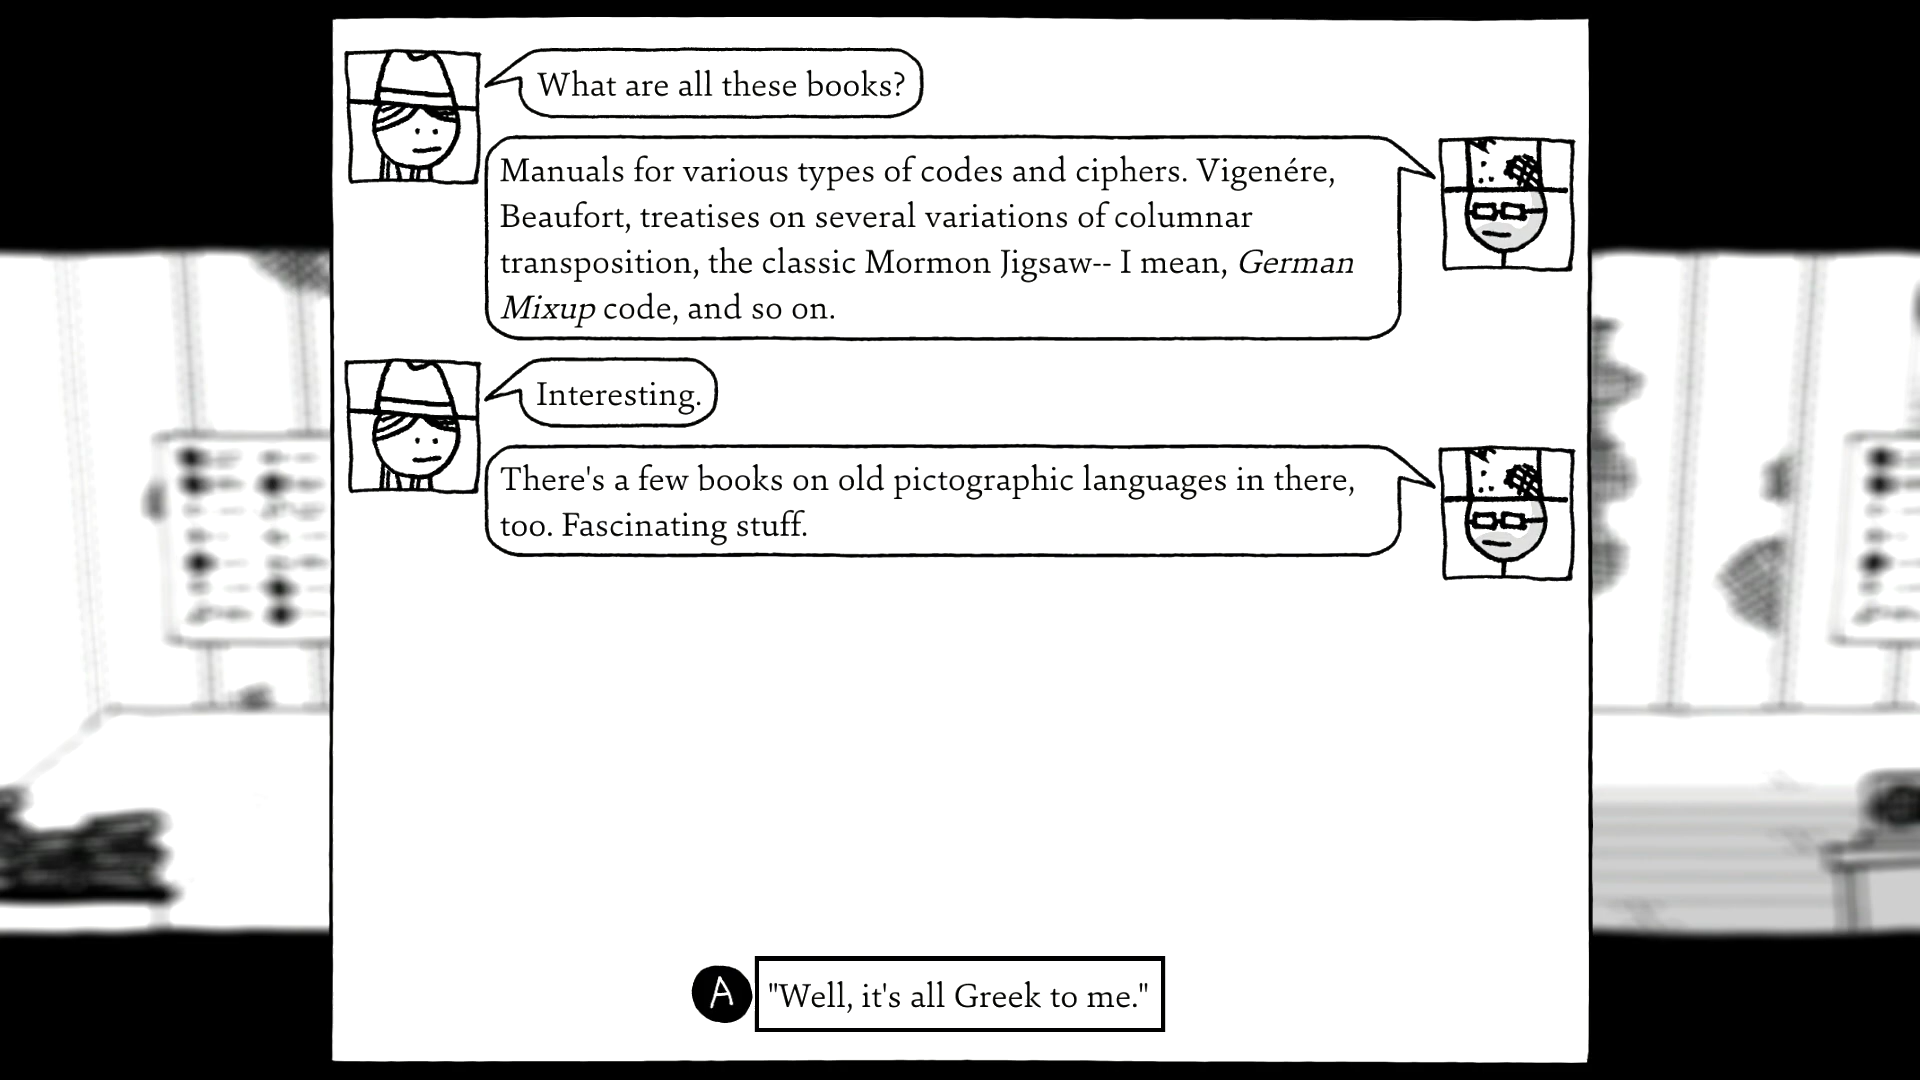 What are all these books?
Manuals for various types of codes and ciphers. Vigenére,
Beaufort, treatises on several variations of columnar
transposition, the classic Mormon Jigsaw-- I mean, German
Mixup code, and so on.
Interesting.
There's a few books on old pictographic languages in there,
too. Fascinating stuff.
A "Well, it's all Greek to me."